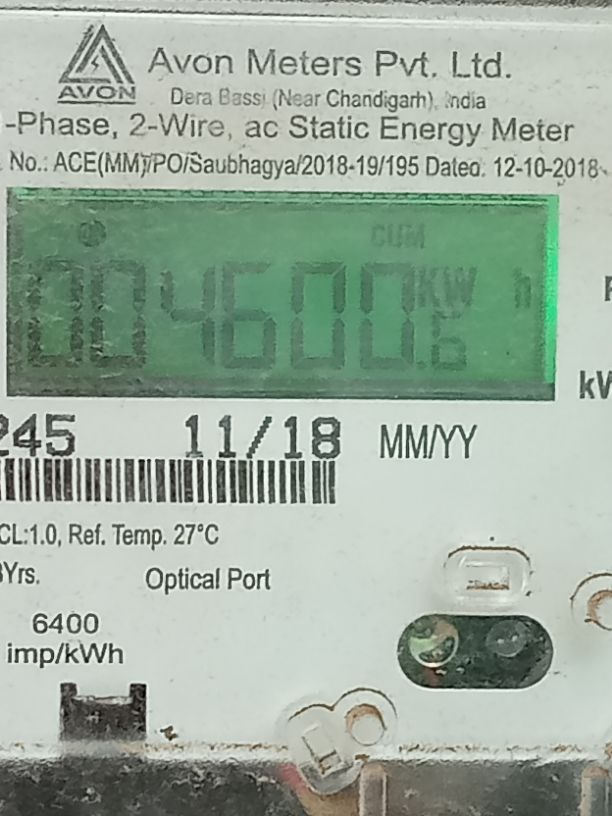 AVON
Avon Meters Pvt. Ltd.
Dera Bassi (Near Chandigarh), India
-Phase, 2-Wire, ac Static Energy Meter
. No.: ACE(MM)/PO/Saubhagya/2018-19/195 Dated: 12-10-2018
CUM
004600.6 KW h
kW
245 11/18 MM/YY
CL:1.0, Ref. Temp. 27°C
Yrs. Optical Port
6400
imp/kWh